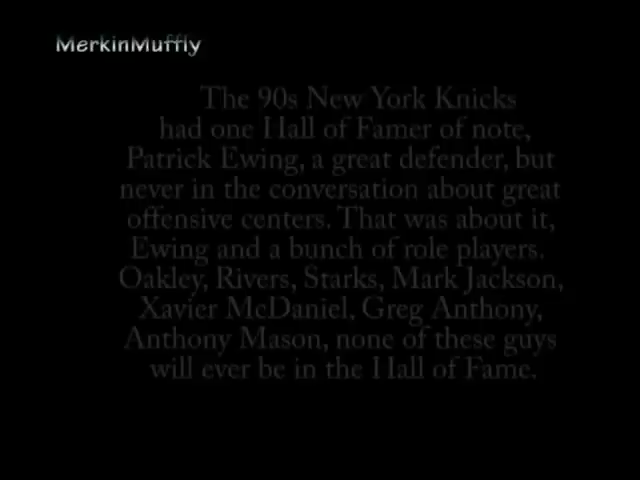 MerkinMuffly
The 90s New York Knicks
had one Hall of Famer of note,
Patrick Ewing, a great defender, but
never in the conversation about great
offensive centers. That was about it,
Ewing and a bunch of role players.
Oakley, Rivers, Starks, Mark Jackson,
Xavier McDaniel, Greg Anthony,
Anthony Mason, none of these guys
will ever be in the Hall of Fame.